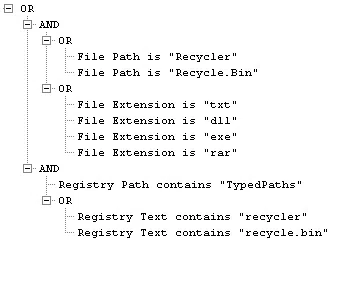 OR
AND
OR
File Path is "Recycler"
File Path is "Recycle.Bin"
OR
File Extension is "txt"
File Extension is "dll"
File Extension is "exe"
File Extension is "rar"
AND
Registry Path contains "TypedPaths"
OR
Registry Text contains "recycler"
Registry Text contains "recycle.bin"